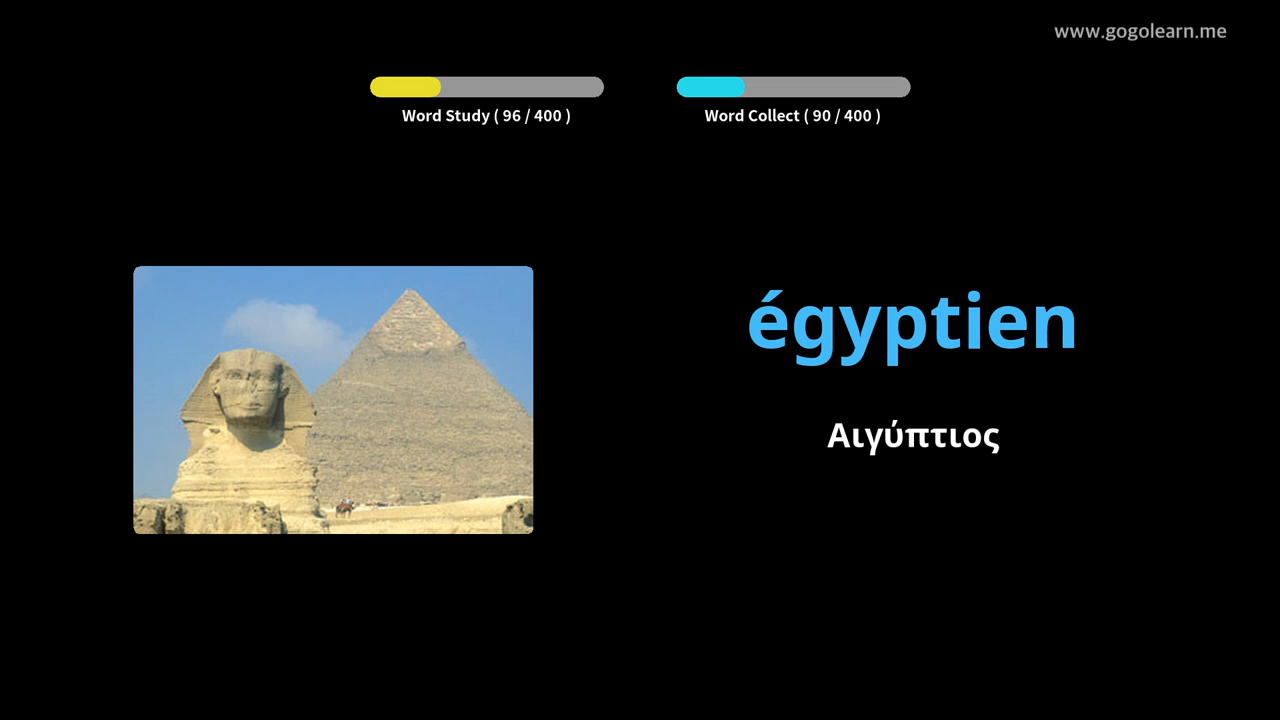 www.gogolearn.me
Word Study ( 96 / 400 )
Word Collect ( 90 / 400 )
égyptien
Αιγύπτιος